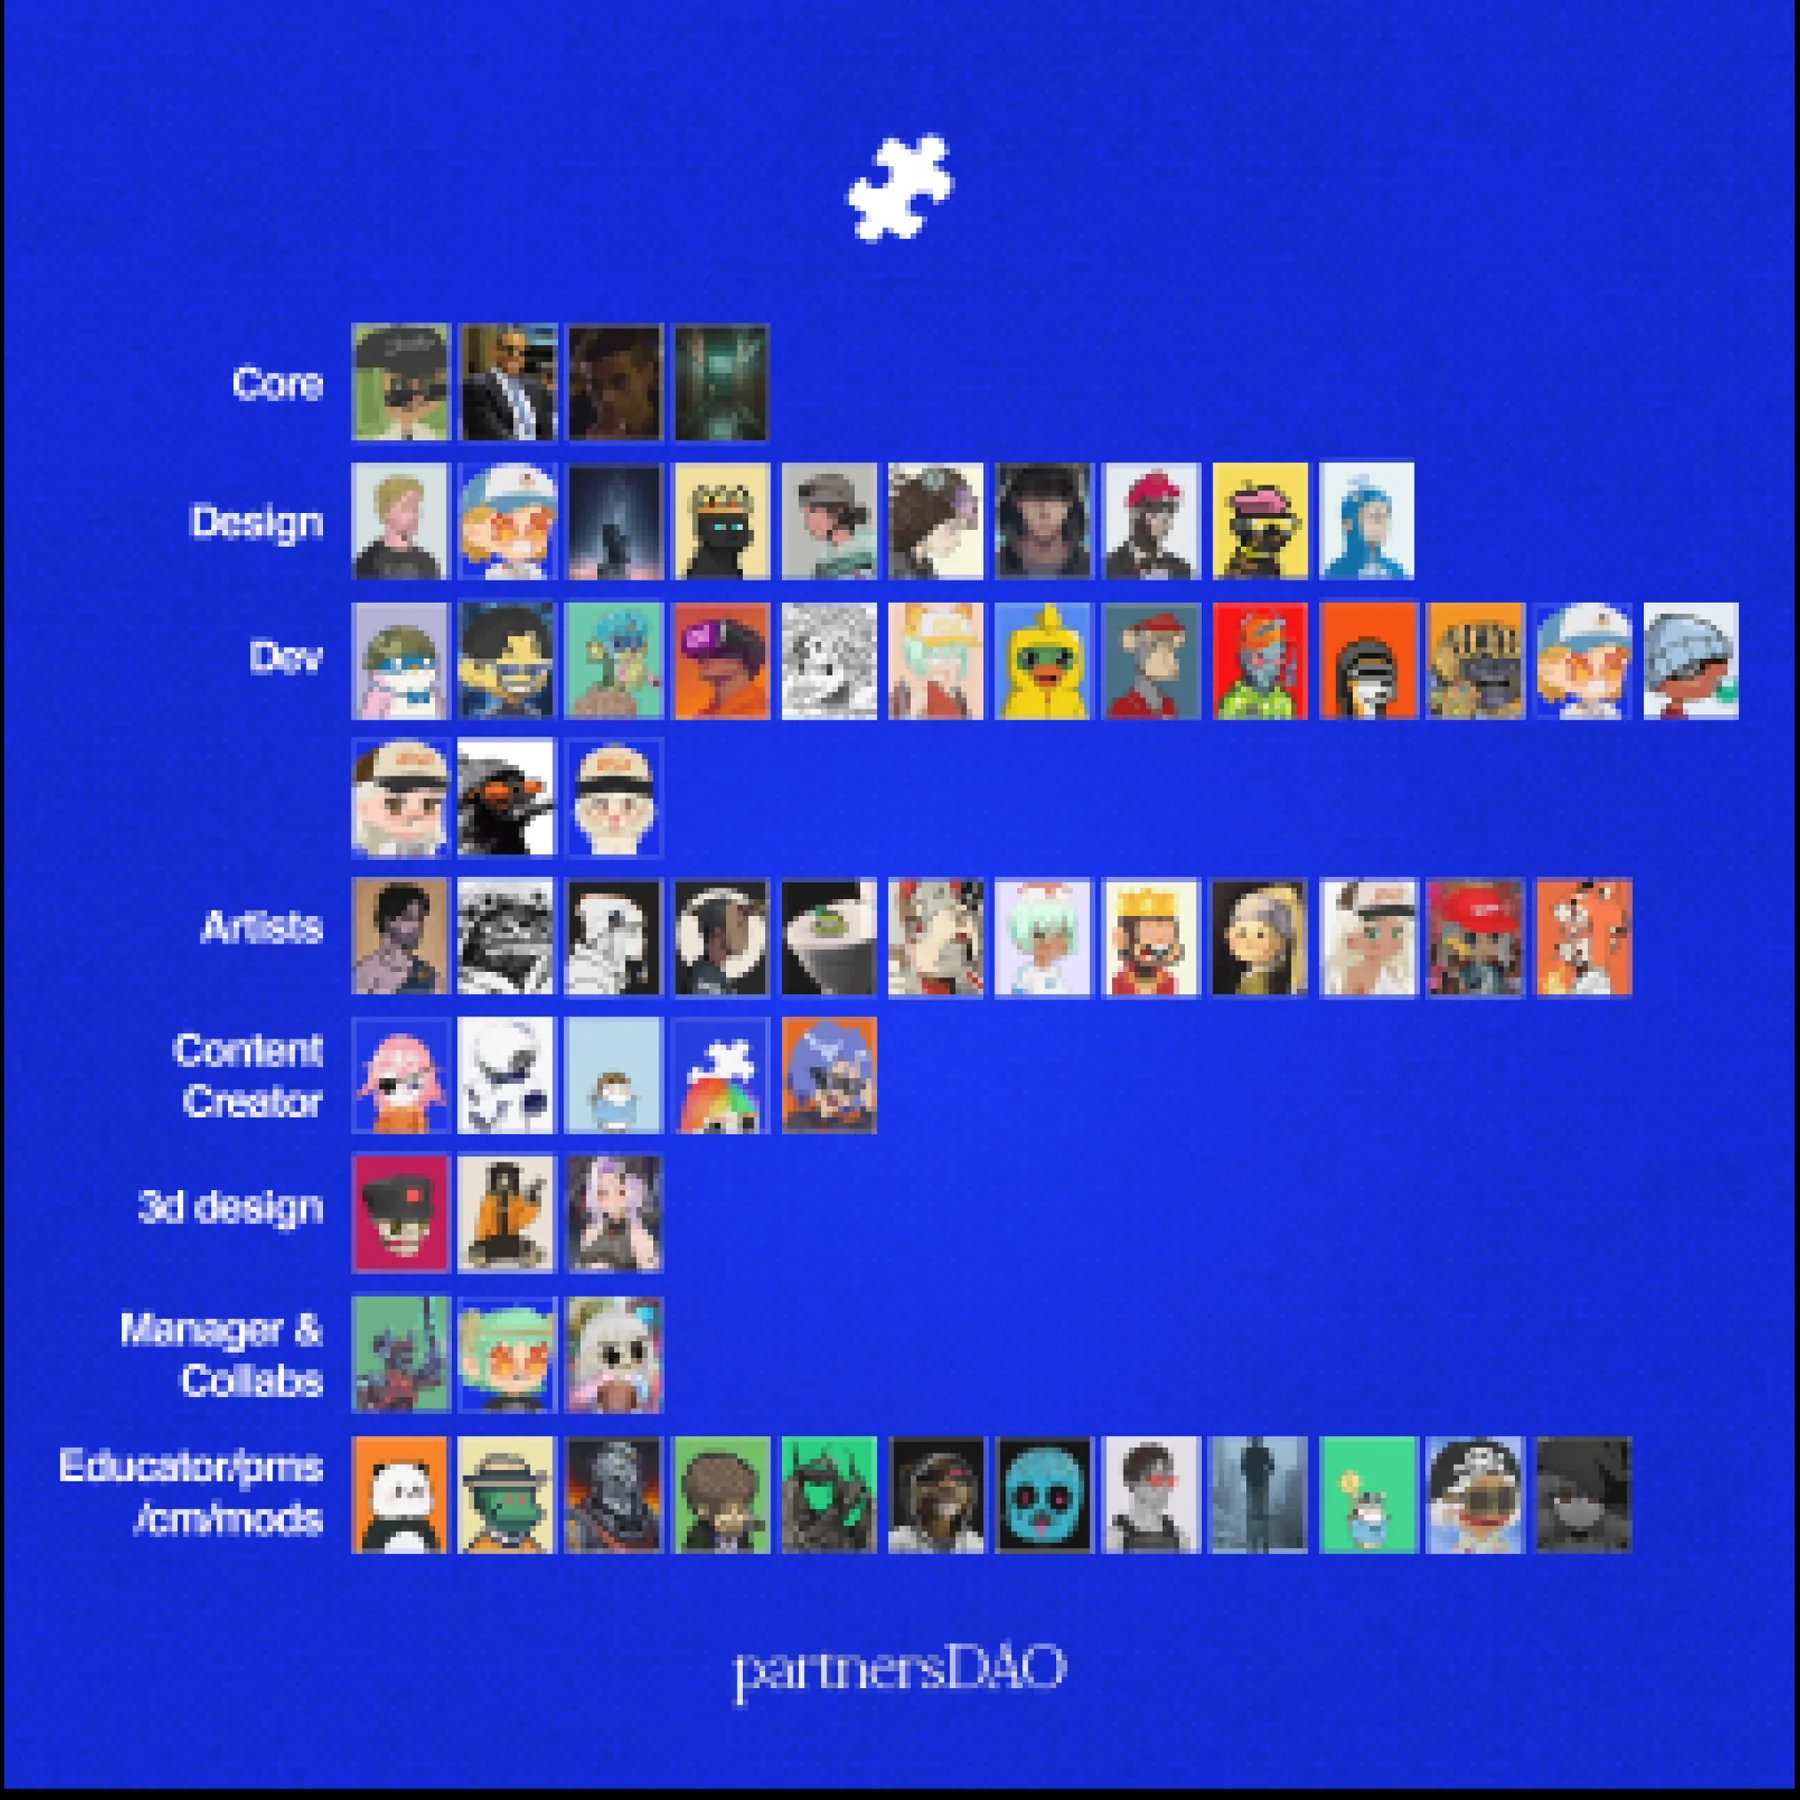 Core
Design
Dev
Artists
Content
Creator
3d design
Manager &
Collabs
Educator/pms
/cm/mods
partnersDAO